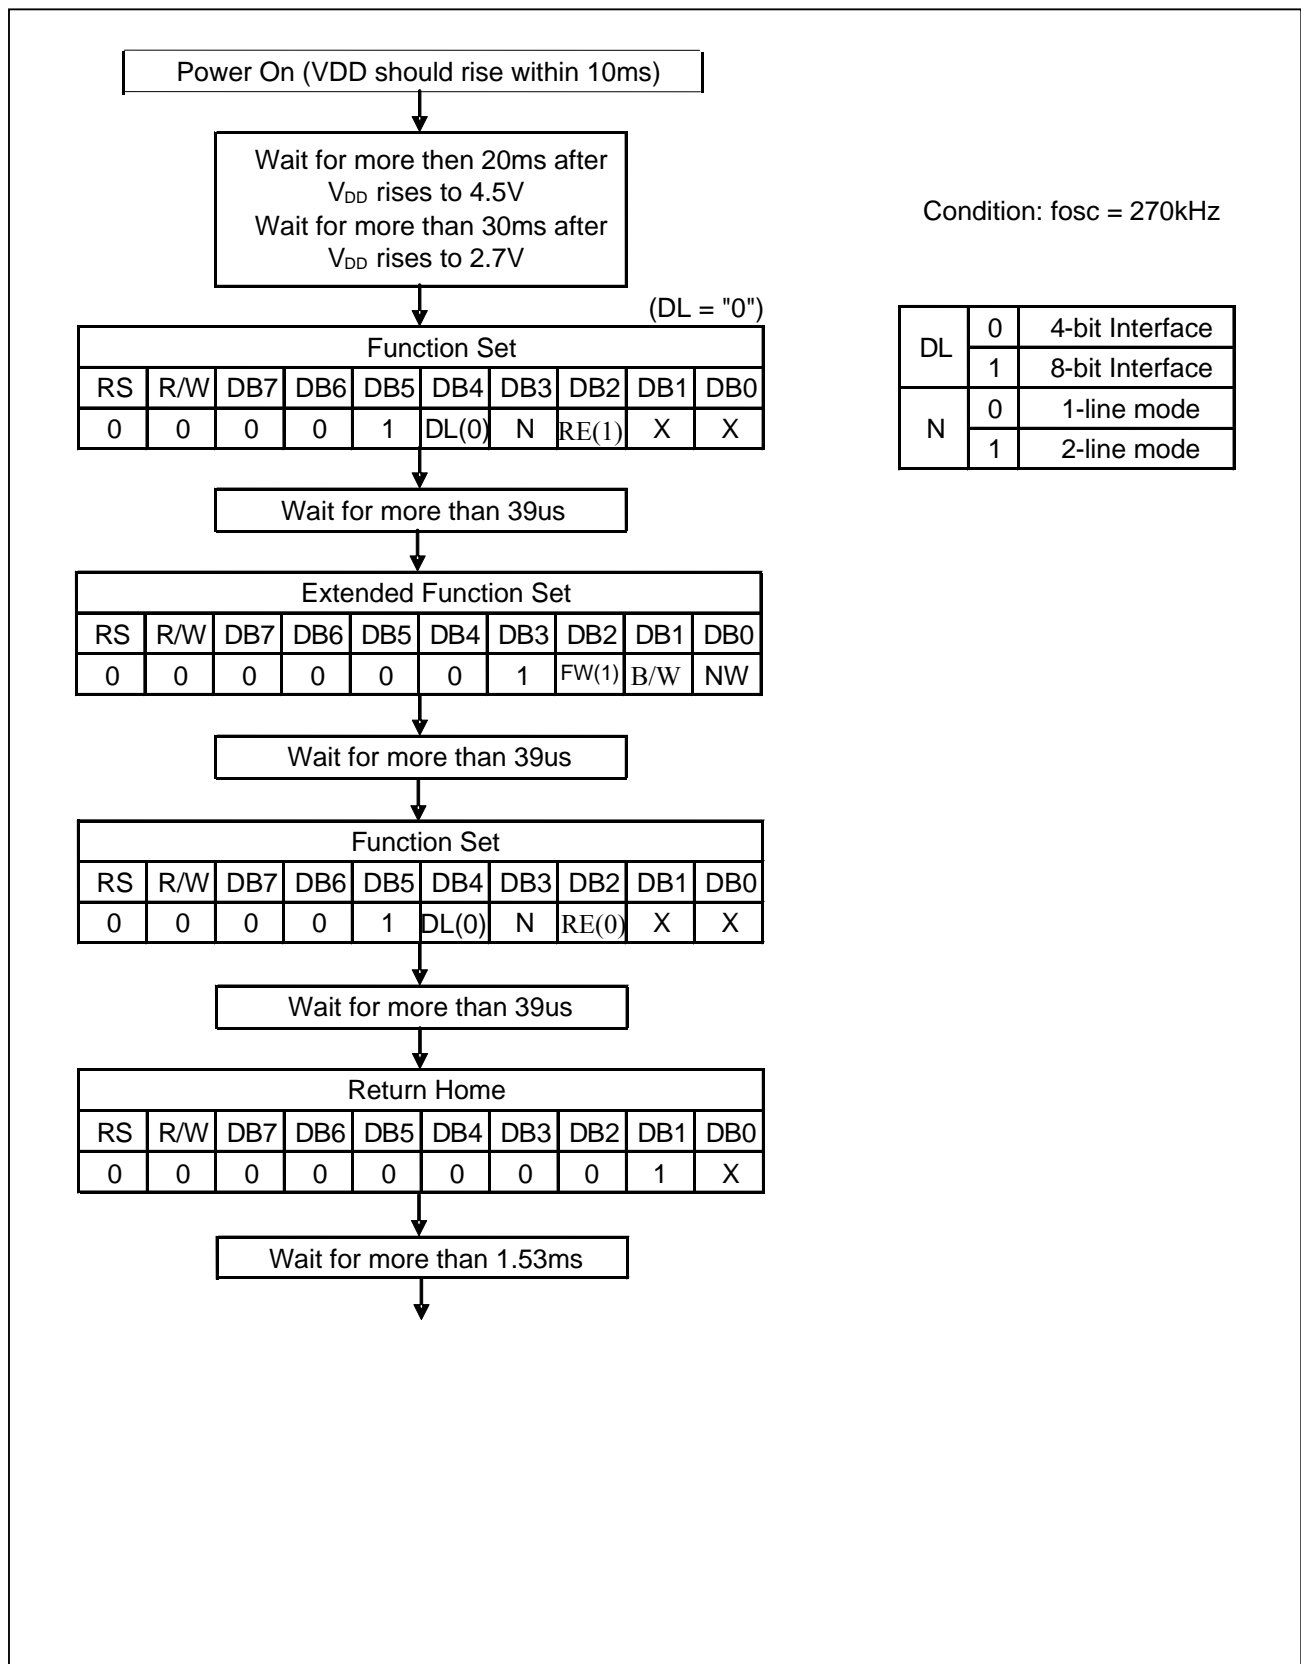 Power On (VDD should rise within 10ms)
Wait for more then 20ms after
VDD rises to 4.5V
Wait for more than 30ms after
VDD rises to 2.7V
Condition: fosc = 270kHz
(DL = "0")
Function Set
RS R/W DB7 DB6 DB5 DB4 DB3 DB2 DB1 DB0
0 0 0 0 1 DL(0) N RE(1) X X
DL 0 4-bit Interface
1 8-bit Interface
N 0 1-line mode
1 2-line mode
Wait for more than 39us
Extended Function Set
RS R/W DB7 DB6 DB5 DB4 DB3 DB2 DB1 DB0
0 0 0 0 0 0 1 FW(1) B/W NW
Wait for more than 39us
Function Set
RS R/W DB7 DB6 DB5 DB4 DB3 DB2 DB1 DB0
0 0 0 0 1 DL(0) N RE(0) X X
Wait for more than 39us
Return Home
RS R/W DB7 DB6 DB5 DB4 DB3 DB2 DB1 DB0
0 0 0 0 0 0 0 0 1 X
Wait for more than 1.53ms